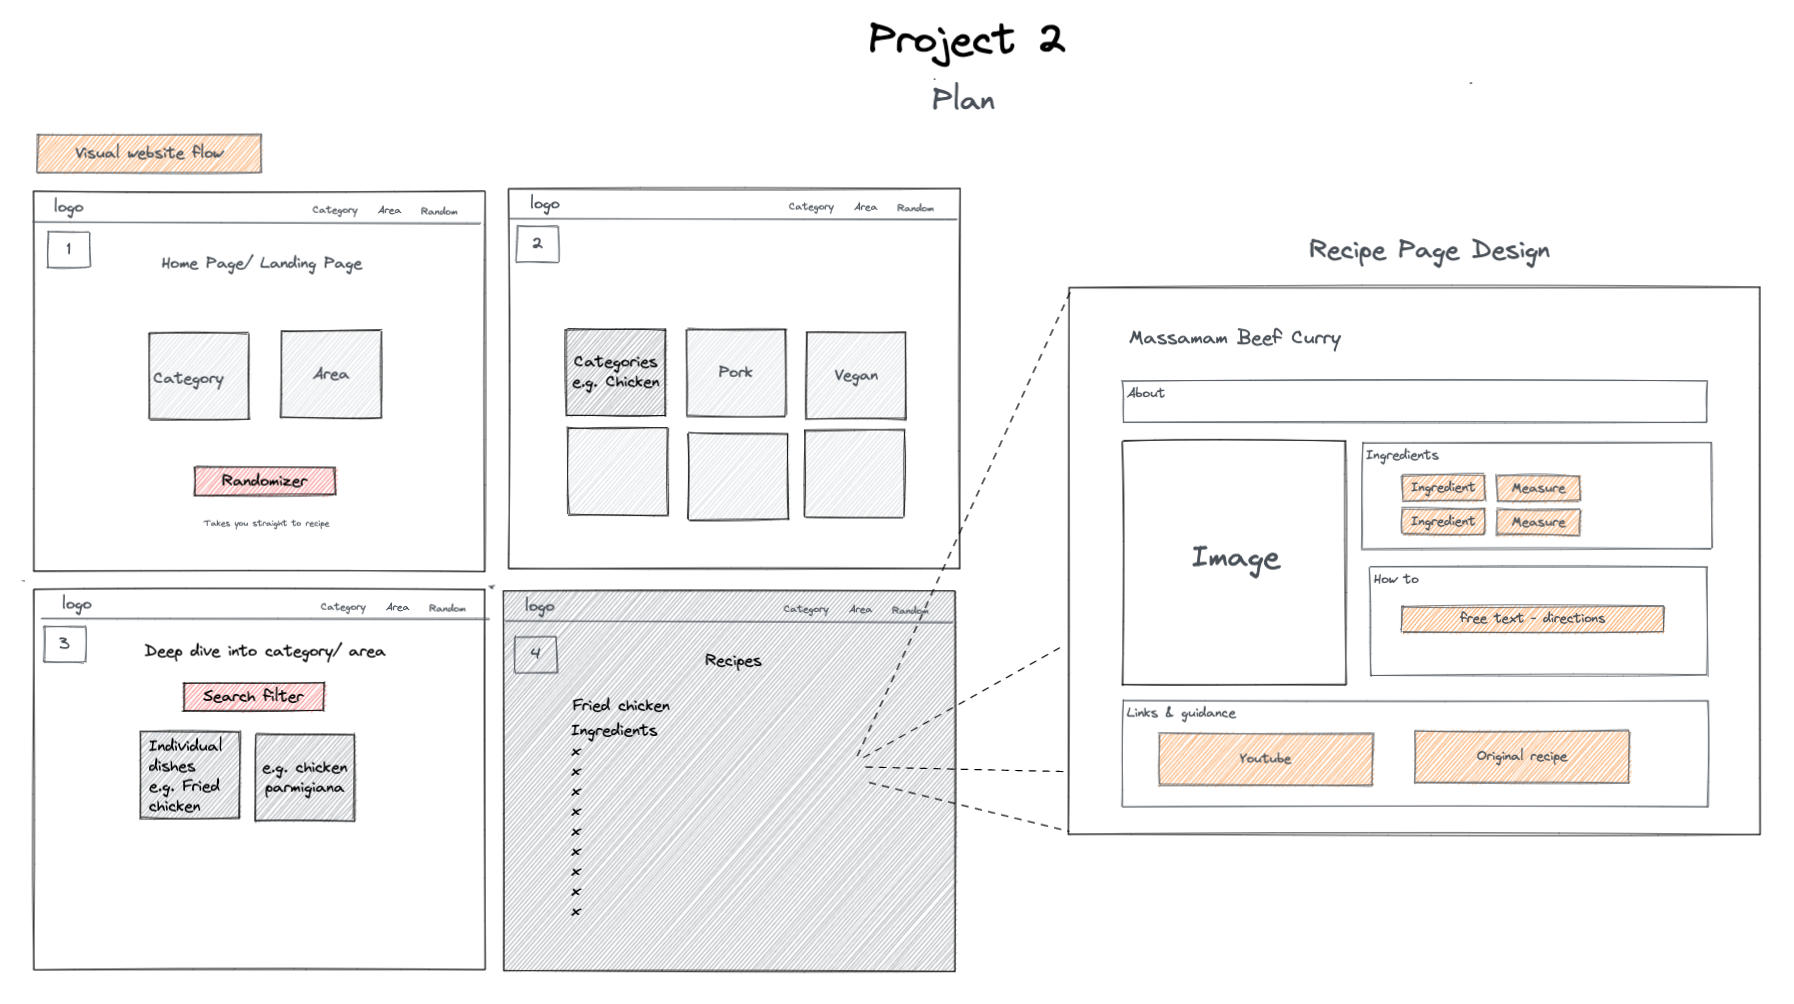 Project 2
Plan
Visual website flow
logo
Category Area Random
1
Home Page/ Landing Page
Category
Area
Randomizer
Takes you straight to recipe
logo
Category Area Random
2
Categories
e.g. Chicken
Pork
Vegan
logo
Category Area Random
3
Deep dive into category/ area
Search filter
Individual
dishes
e.g. Fried
chicken
e.g. chicken
parmigiana
logo
Category Area Random
4
Recipes
Fried chicken
Ingredients
x
x
x
x
x
x
x
x
x
Recipe Page Design
Massamam Beef Curry
About
Image
Ingredients
Ingredient Measure
Ingredient Measure
How to
free text - directions
Links & guidance
Youtube
Original recipe